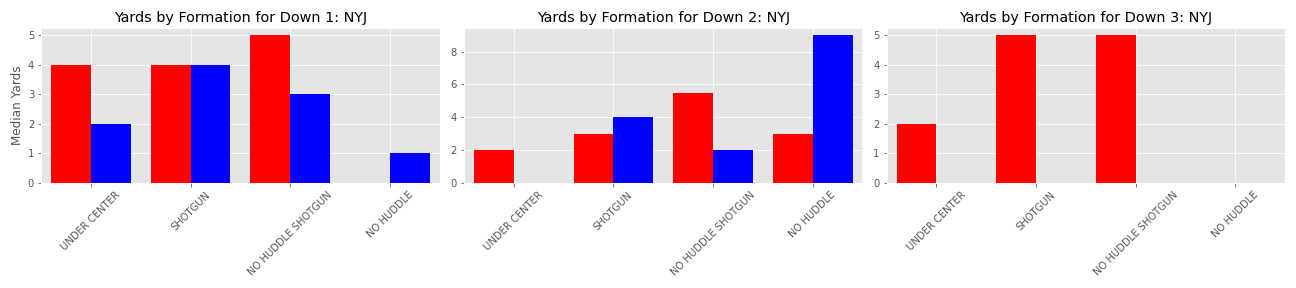 Yards by Formation for Down 1: NYJ
Median Yards
5
4
3
2
1
0
UNDER CENTER
SHOTGUN
NO HUDDLE SHOTGUN
NO HUDDLE
Yards by Formation for Down 2: NYJ
8
6
4
2
0
UNDER CENTER
SHOTGUN
NO HUDDLE SHOTGUN
NO HUDDLE
Yards by Formation for Down 3: NYJ
5
4
3
2
1
0
UNDER CENTER
SHOTGUN
NO HUDDLE SHOTGUN
NO HUDDLE